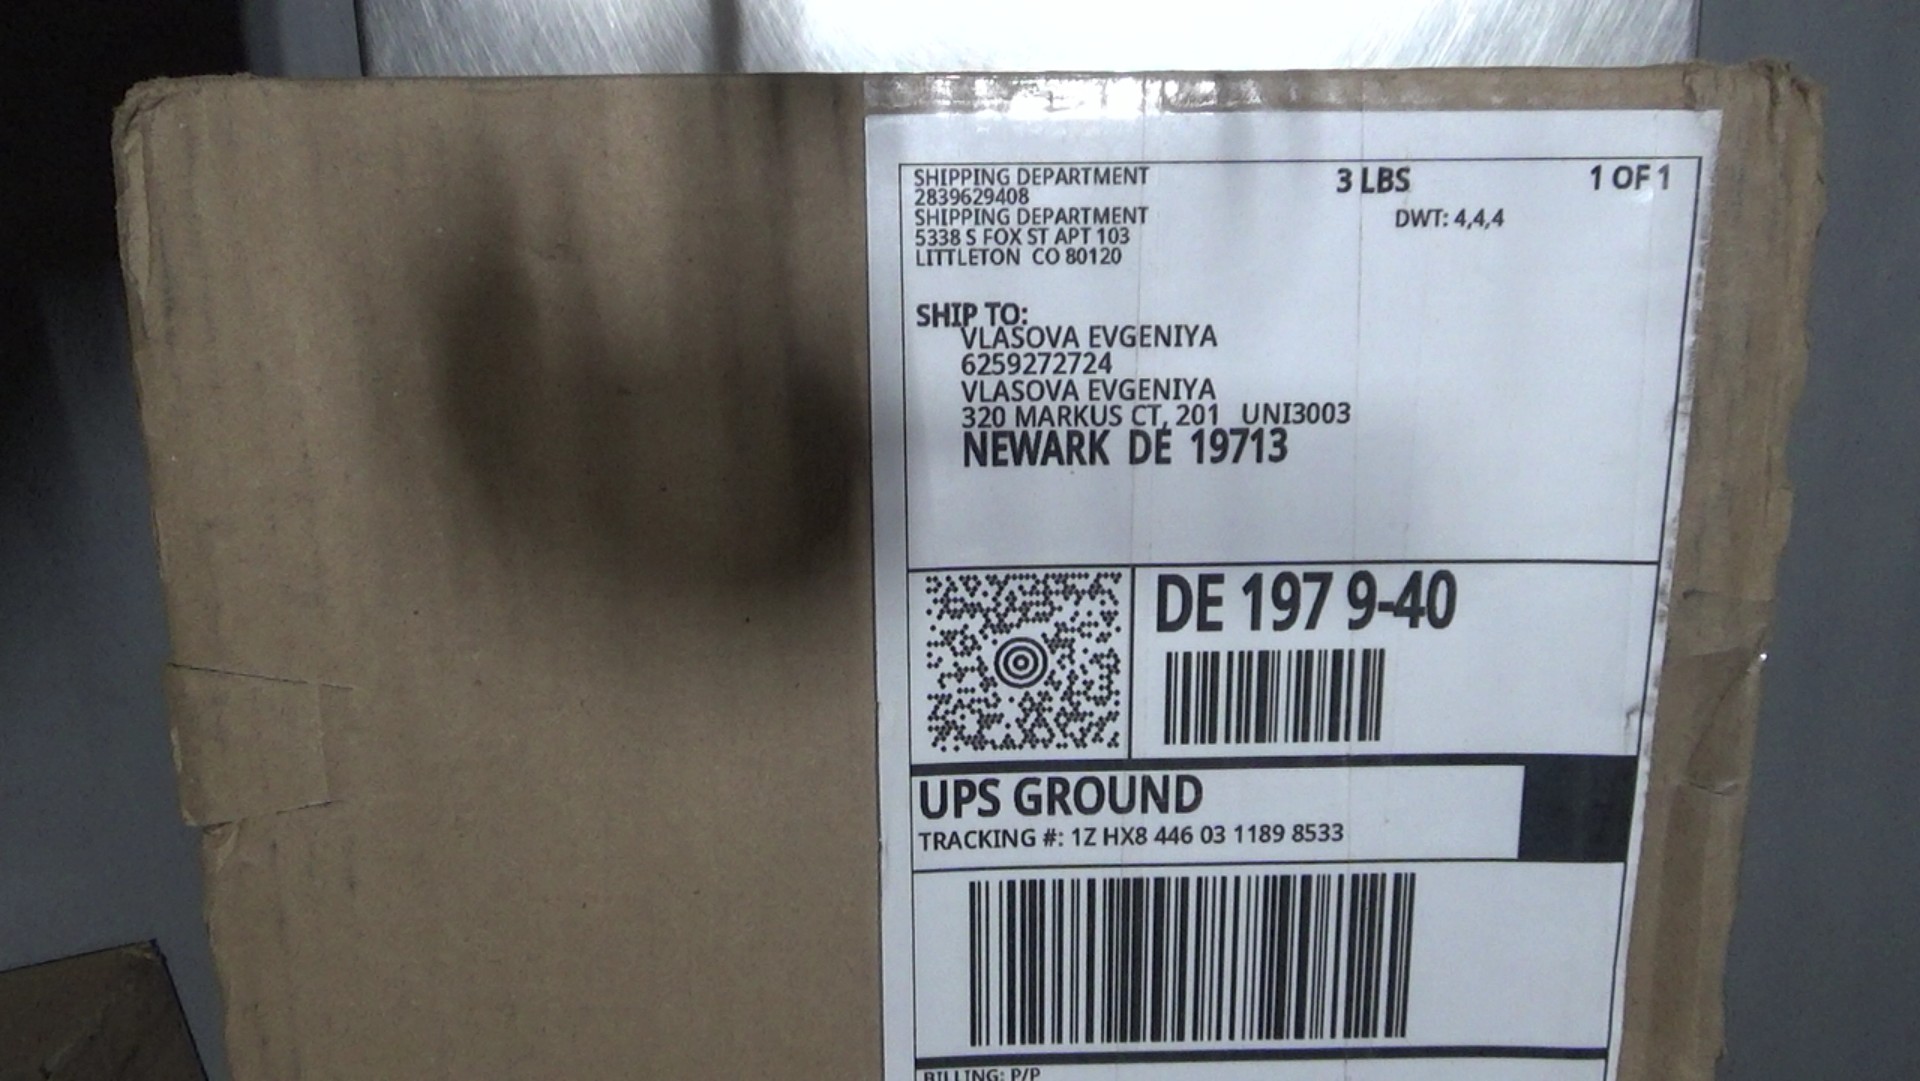 SHIPPING DEPARTMENT 3 LBS 1 OF 1
2839629408
SHIPPING DEPARTMENT DWT: 4,4,4
5338 S FOX ST APT 103
LITTLETON CO 80120
SHIP TO:
VLASOVA EVGENIYA
6259272724
VLASOVA EVGENIYA
320 MARKUS CT, 201 UNI3003
NEWARK DE 19713
DE 197 9-40
UPS GROUND
TRACKING #: 1Z HX8 446 03 1189 8533
BILLING: P/P